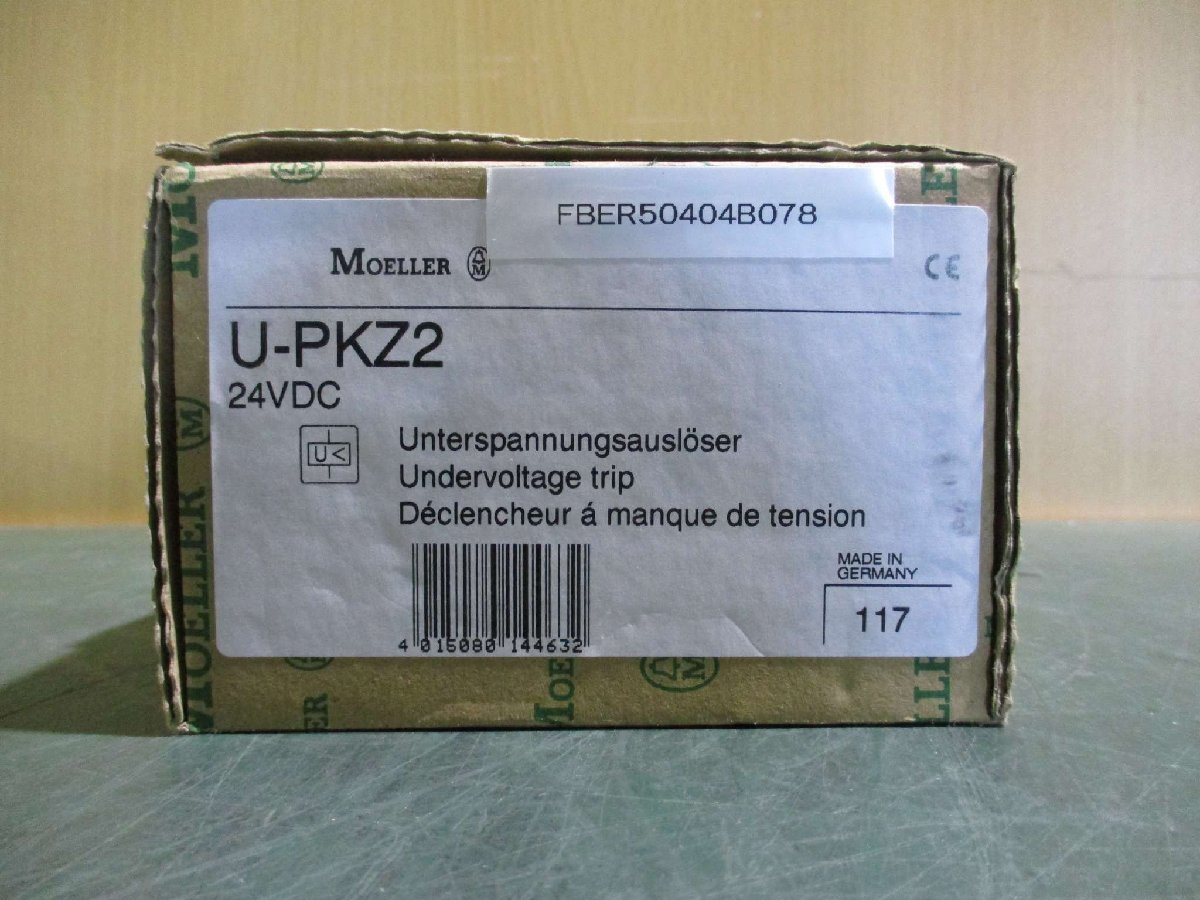 FBER50404B078
MOELLER
CE
U-PKZ2
24VDC
U<
Unterspannungsauslöser
Undervoltage trip
Déclencheur á manque de tension
MADE IN
GERMANY
117
4 015080 144632
MOELLER